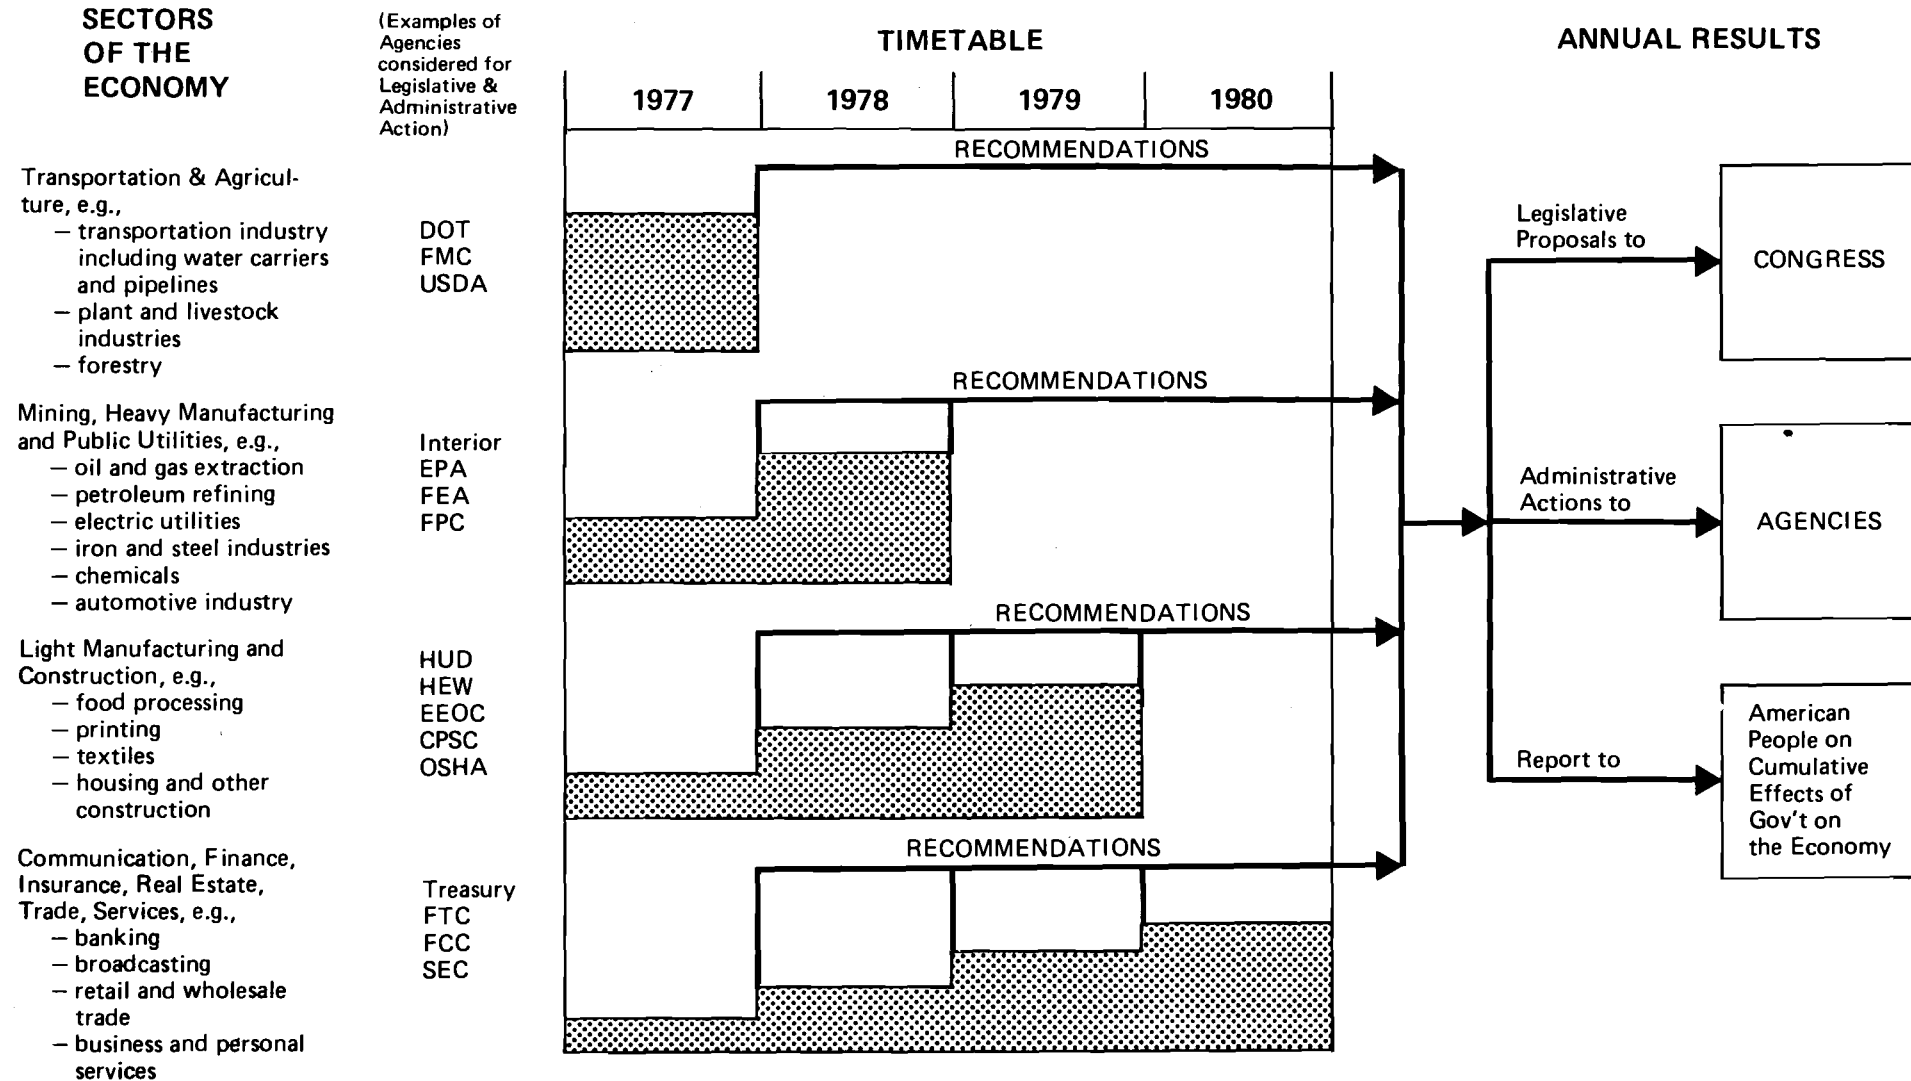 SECTORS
OF THE
ECONOMY
(Examples of
Agencies
considered for
Legislative &
Administrative
Action)
TIMETABLE
1977
1978
1979
1980
ANNUAL RESULTS
Transportation & Agricul-
ture, e.g.,
— transportation industry
including water carriers
and pipelines
— plant and livestock
industries
— forestry
DOT
FMC
USDA
RECOMMENDATIONS
Mining, Heavy Manufacturing
and Public Utilities, e.g.,
— oil and gas extraction
— petroleum refining
— electric utilities
— iron and steel industries
— chemicals
— automotive industry
Interior
EPA
FEA
FPC
RECOMMENDATIONS
Light Manufacturing and
Construction, e.g.,
— food processing
— printing
— textiles
— housing and other
construction
HUD
HEW
EEOC
CPSC
OSHA
RECOMMENDATIONS
Communication, Finance,
Insurance, Real Estate,
Trade, Services, e.g.,
— banking
— broadcasting
— retail and wholesale
trade
— business and personal
services
Treasury
FTC
FCC
SEC
RECOMMENDATIONS
Legislative
Proposals to
CONGRESS
Administrative
Actions to
AGENCIES
Report to
American
People on
Cumulative
Effects of
Gov't on
the Economy